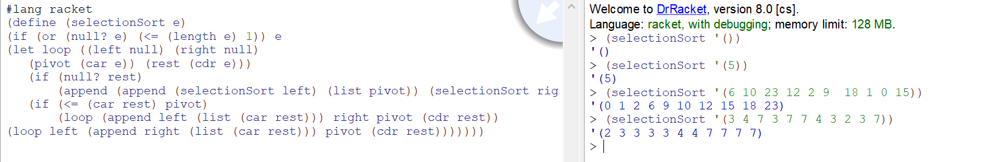 #lang racket
(define (selectionSort e)
(if (or (null? e) (<= (length e) 1)) e
(let loop ((left null) (right null)
   (pivot (car e)) (rest (cdr e)))
   (if (null? rest)
       (append (append (selectionSort left) (list pivot)) (selectionSort rig
   (if (<= (car rest) pivot)
       (loop (append left (list (car rest))) right pivot (cdr rest))
(loop left (append right (list (car rest))) pivot (cdr rest)))))))
Welcome to DrRacket, version 8.0 [cs].
Language: racket, with debugging; memory limit: 128 MB.
> (selectionSort '())
'()
> (selectionSort '(5))
'(5)
> (selectionSort '(6 10 23 12 2 9  18 1 0 15))
'(0 1 2 6 9 10 12 15 18 23)
> (selectionSort '(3 4 7 3 7 7 4 3 2 3 7))
'(2 3 3 3 3 4 4 7 7 7 7)
>